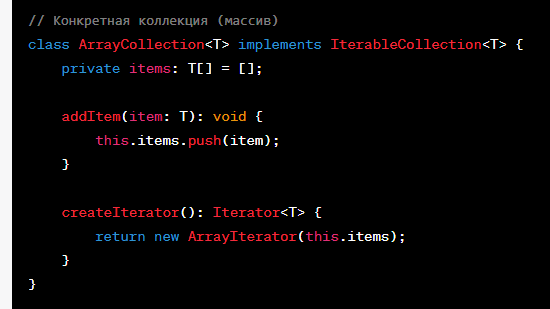 // Конкретная коллекция (массив)
class ArrayCollection<T> implements IterableCollection<T> {
    private items: T[] = [];

    addItem(item: T): void {
        this.items.push(item);
    }

    createIterator(): Iterator<T> {
        return new ArrayIterator(this.items);
    }
}